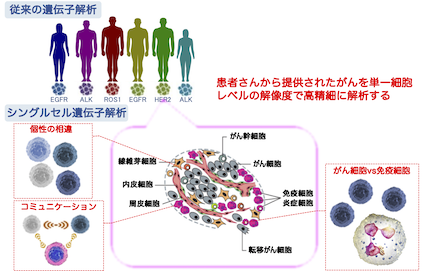 従来の遺伝子解析
EGFR ALK ROS1 EGFR HER2 ALK
患者さんから提供されたがんを単一細胞
レベルの解像度で高精細に解析する
シングルセル遺伝子解析
個性の相違
コミュニケーション
がん幹細胞
線維芽細胞
がん細胞
内皮細胞
周皮細胞
免疫細胞
炎症細胞
転移がん細胞
がん細胞vs免疫細胞